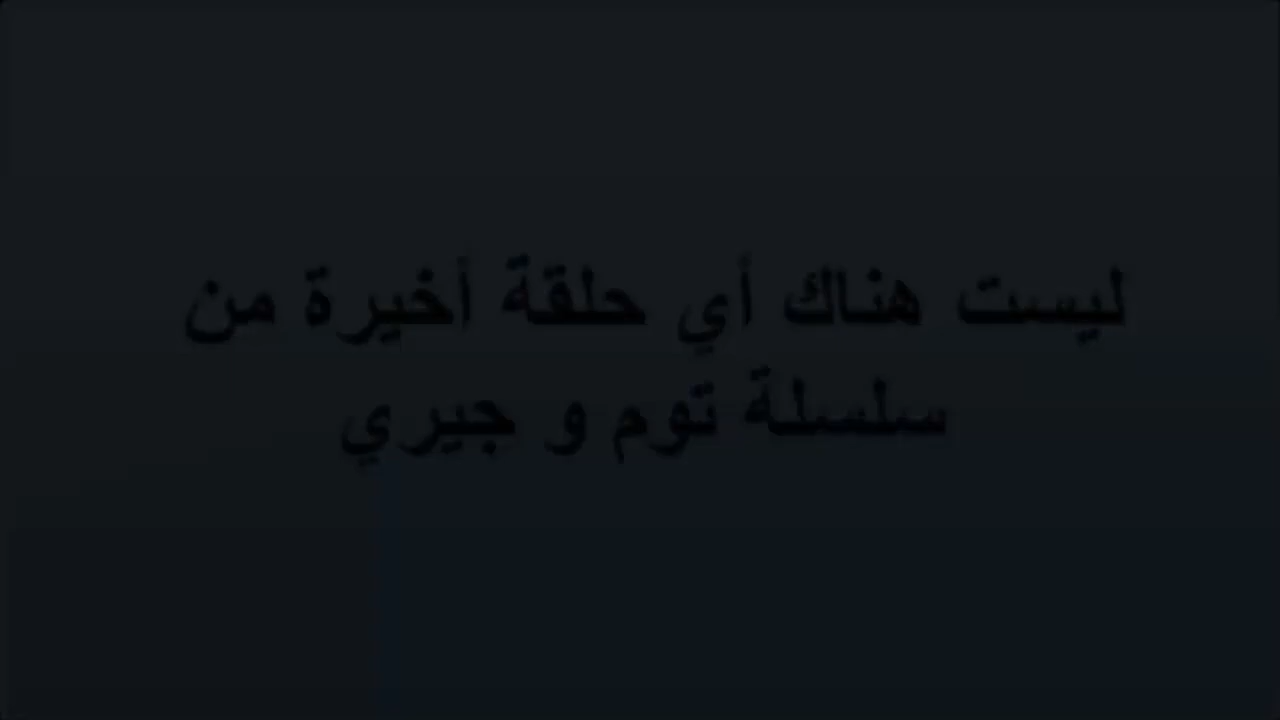 ليست هناك أي حلقة أخيرة من
سلسلة توم و جيري